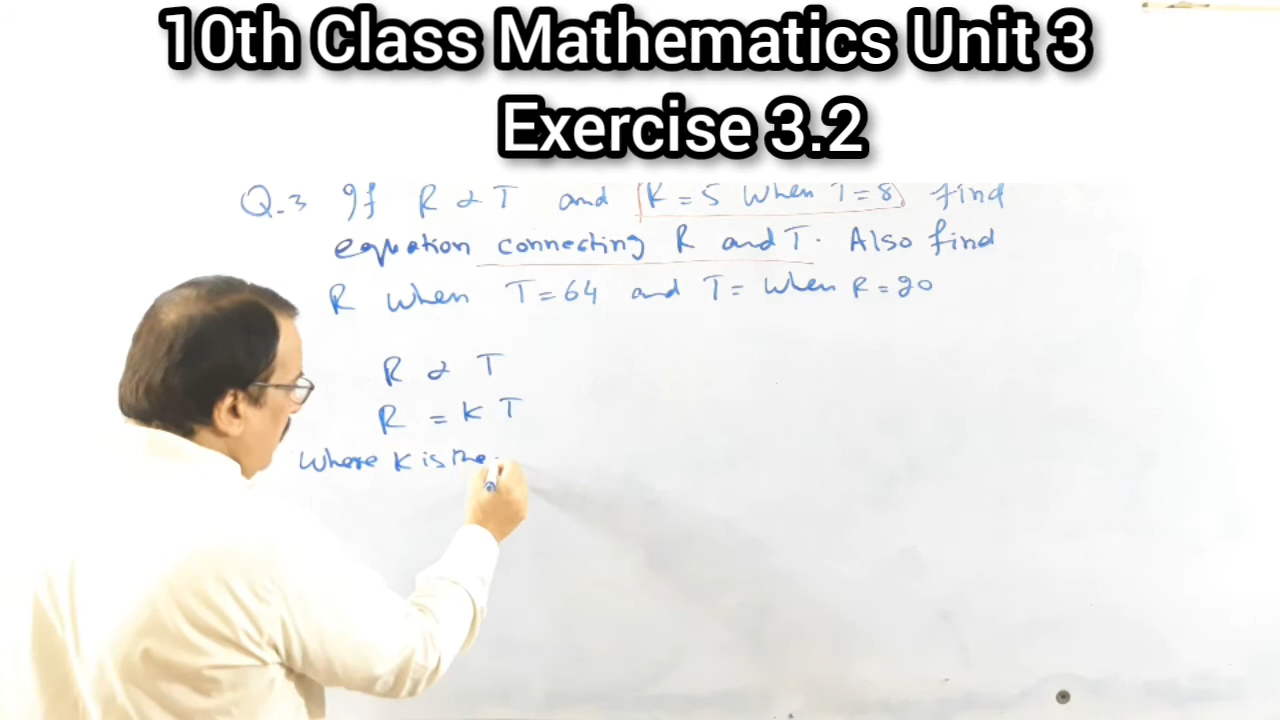 10th Class Mathematics Unit 3
Exercise 3.2
Q.3 If R ∝ T and R = 5 when T = 8 find
equation connecting R and T. Also find
R when T = 64 and T = when R = 20
R ∝ T
R = K T
Where K is the